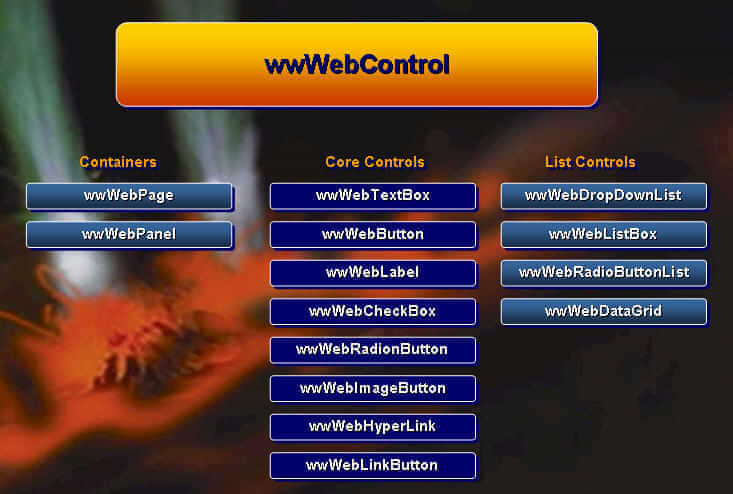 wwWebControl
Containers
wwWebPage
wwWebPanel
Core Controls
wwWebTextBox
wwWebButton
wwWebLabel
wwWebCheckBox
wwWebRadionButton
wwWebImageButton
wwWebHyperLink
wwWebLinkButton
List Controls
wwWebDropDownList
wwWebListBox
wwWebRadioButtonList
wwWebDataGrid